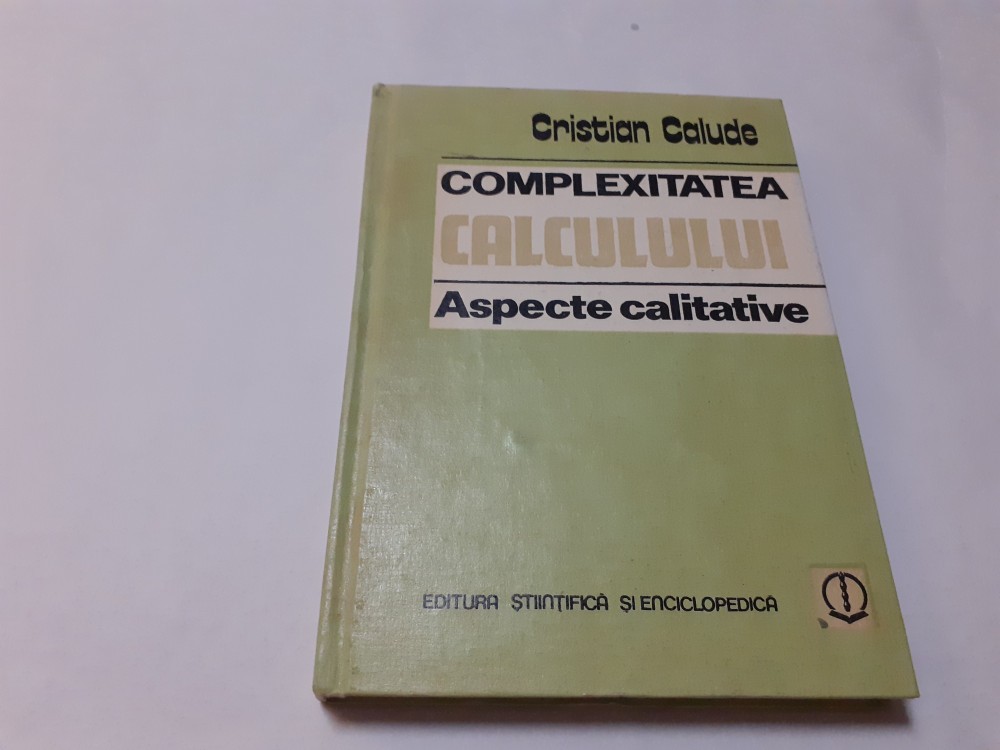 Cristian Calude
COMPLEXITATEA
CALCULULUI
Aspecte calitative
EDITURA ŞTIINŢIFICĂ ŞI ENCICLOPEDICĂ